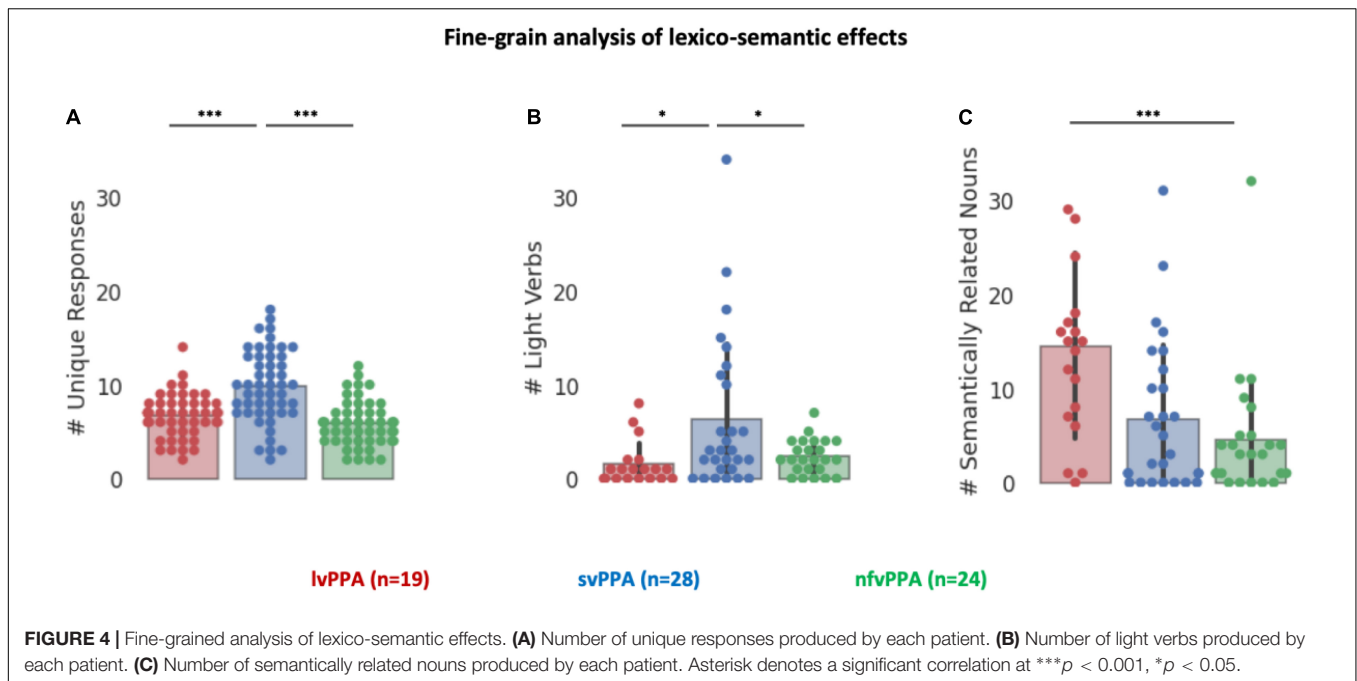 Fine-grain analysis of lexico-semantic effects
A
*** ***
# Unique Responses
30
20
10
0
B
* *
# Light Verbs
30
20
10
0
C
***
# Semantically Related Nouns
30
20
10
0
lvPPA (n=19) svPPA (n=28) nfvPPA (n=24)
FIGURE 4 | Fine-grained analysis of lexico-semantic effects. (A) Number of unique responses produced by each patient. (B) Number of light verbs produced by
each patient. (C) Number of semantically related nouns produced by each patient. Asterisk denotes a significant correlation at ***p < 0.001, *p < 0.05.